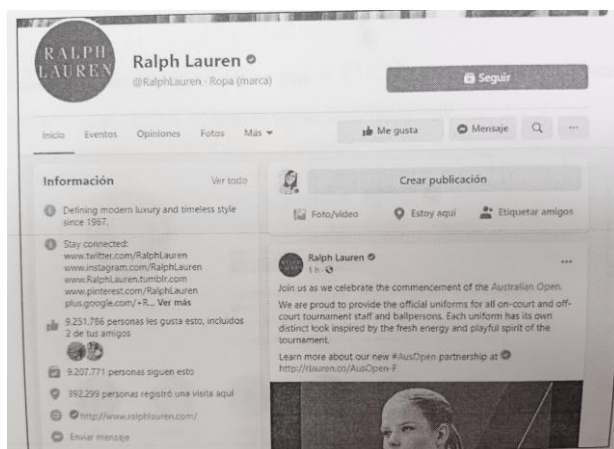 RALPH
LAUREN
Ralph Lauren
@RalphLauren · Ropa (marca)
Seguir
Inicio Eventos Opiniones Fotos Más
Me gusta Mensaje ...
Información Ver todo
Defining modern luxury and timeless style
since 1967.
Stay connected:
www.twitter.com/RalphLauren
www.instagram.com/RalphLauren
www.RalphLauren.tumblr.com
www.pinterest.com/RalphLauren
plus.google.com/+R... Ver más
9.251.786 personas les gusta esto, incluidos
2 de tus amigos
9.207.771 personas siguen esto
392.299 personas registró una visita aquí
http://www.ralphlauren.com/
Enviar mensaje
Crear publicación
Foto/video Estoy aquí Etiquetar amigos
RALPH
LAUREN
Ralph Lauren
1 h ·
...
Join us as we celebrate the commencement of the Australian Open.
We are proud to provide the official uniforms for all on-court and off-
court tournament staff and ballpersons. Each uniform has its own
distinct look inspired by the fresh energy and playful spirit of the
tournament.
Learn more about our new #AusOpen partnership at
http://rlauren.co/AusOpen-F